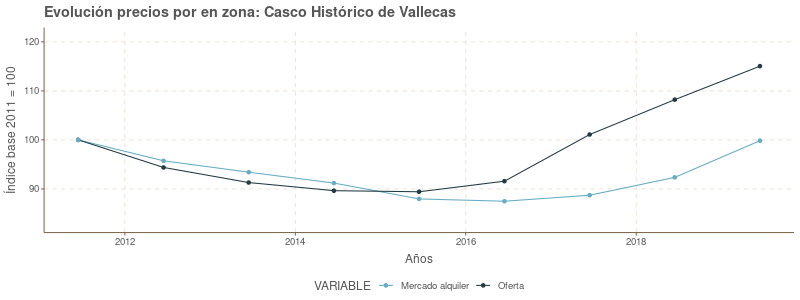 Evolución precios por en zona: Casco Histórico de Vallecas
Índice base 2011 = 100
120
110
100
90
2012
2014
2016
2018
Años
VARIABLE
Mercado alquiler
Oferta